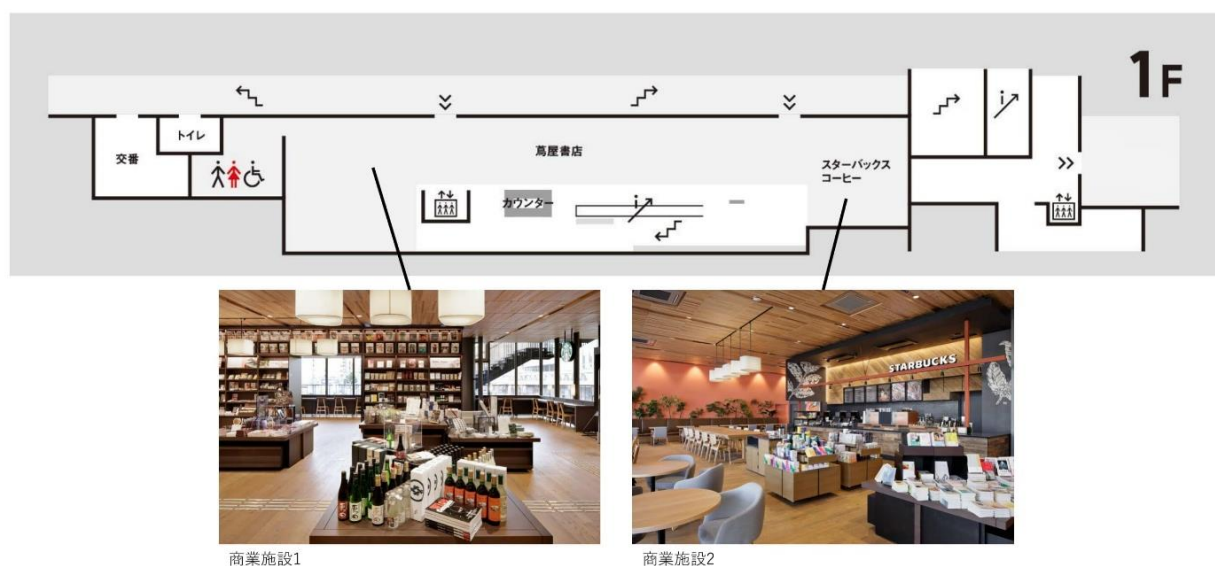 1F
トイレ
交番
蔦屋書店
スターバックス
コーヒー
カウンター
STARBUCKS
商業施設1
商業施設2